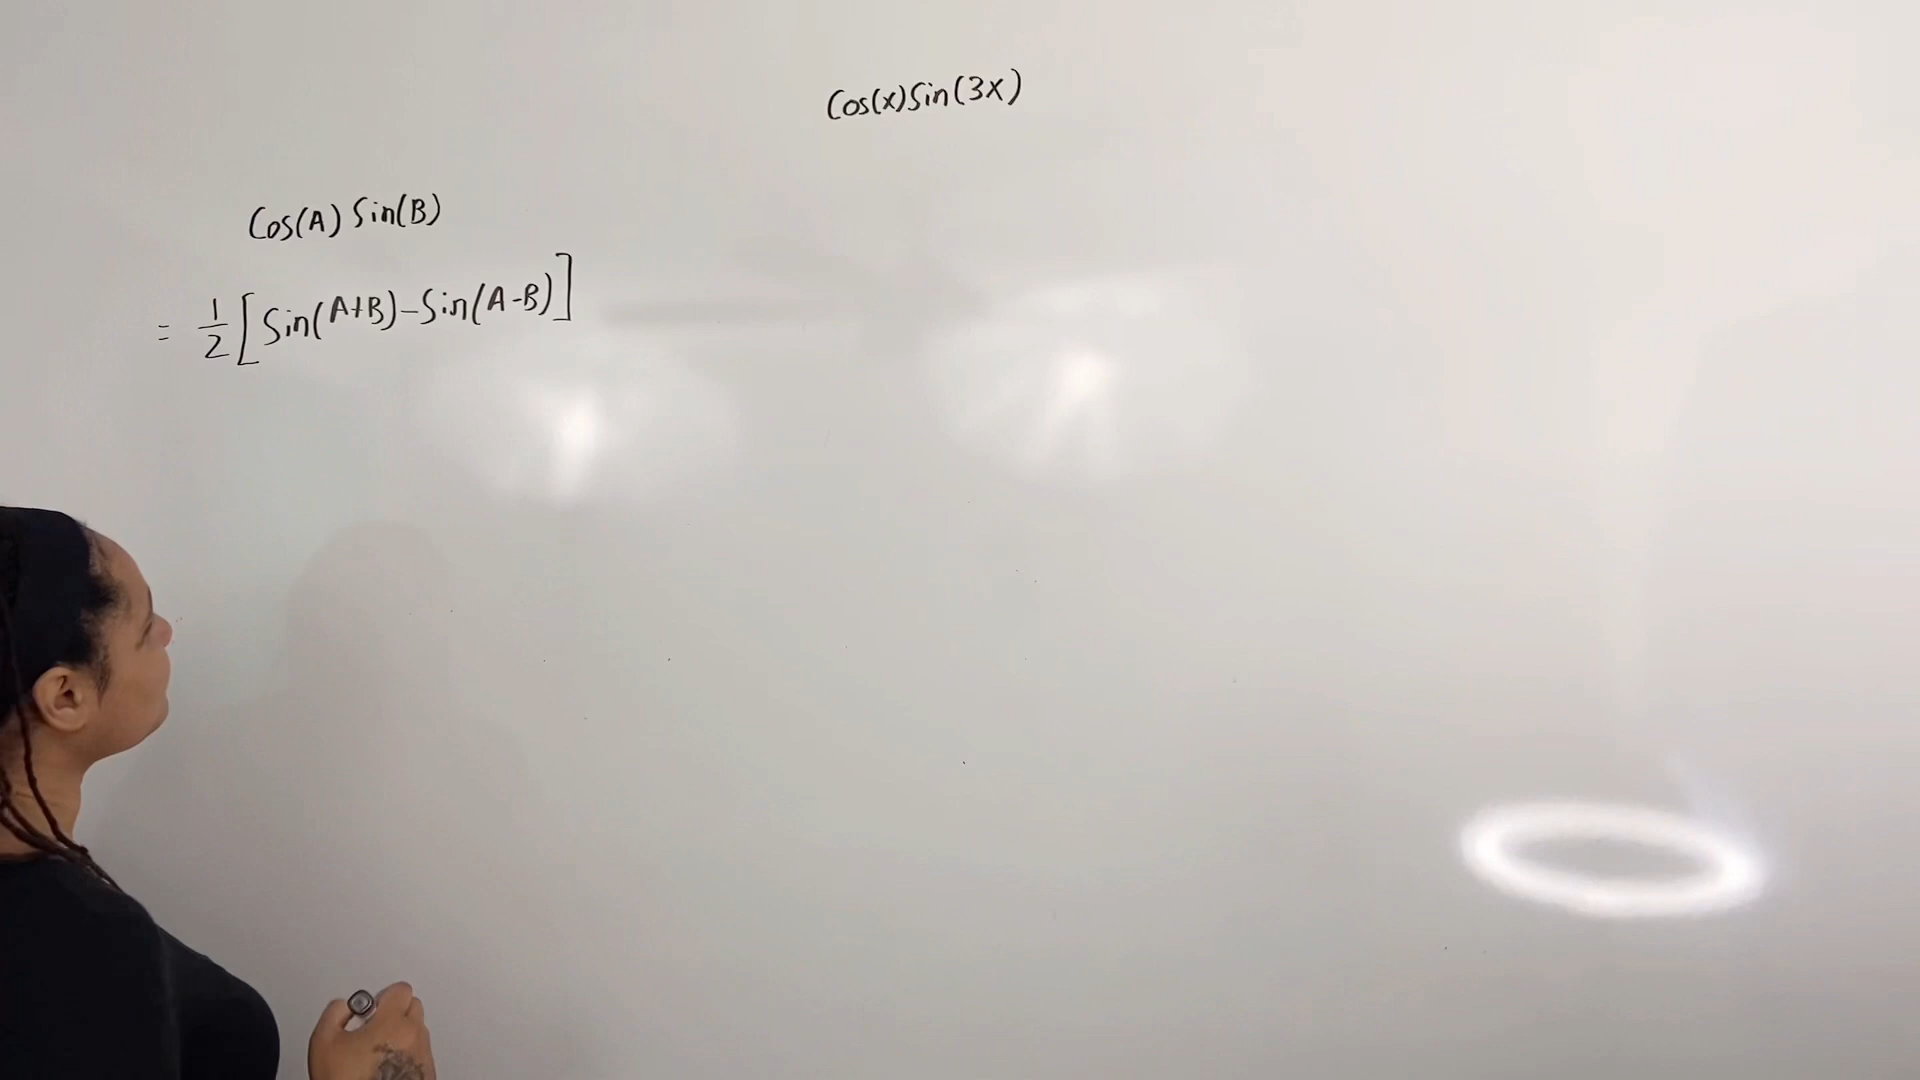 Cos(x)Sin(3x)
Cos(A) Sin(B)
= 1/2 [Sin(A+B)-Sin(A-B)]